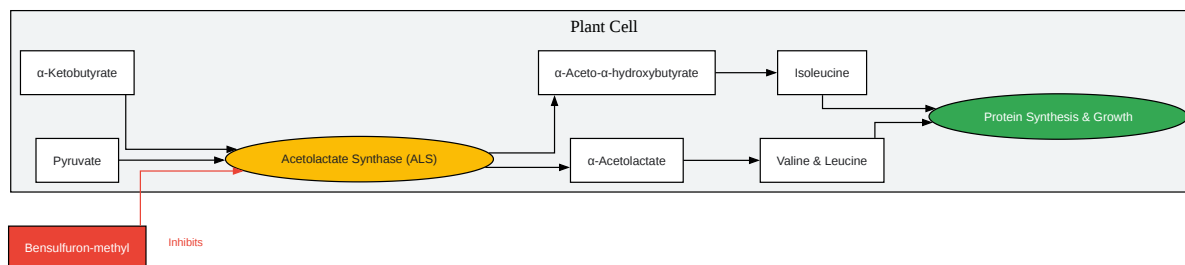 Plant Cell
α-Ketobutyrate
α-Aceto-α-hydroxybutyrate
Isoleucine
Protein Synthesis & Growth
Pyruvate
Acetolactate Synthase (ALS)
α-Acetolactate
Valine & Leucine
Bensulfuron-methyl
Inhibits